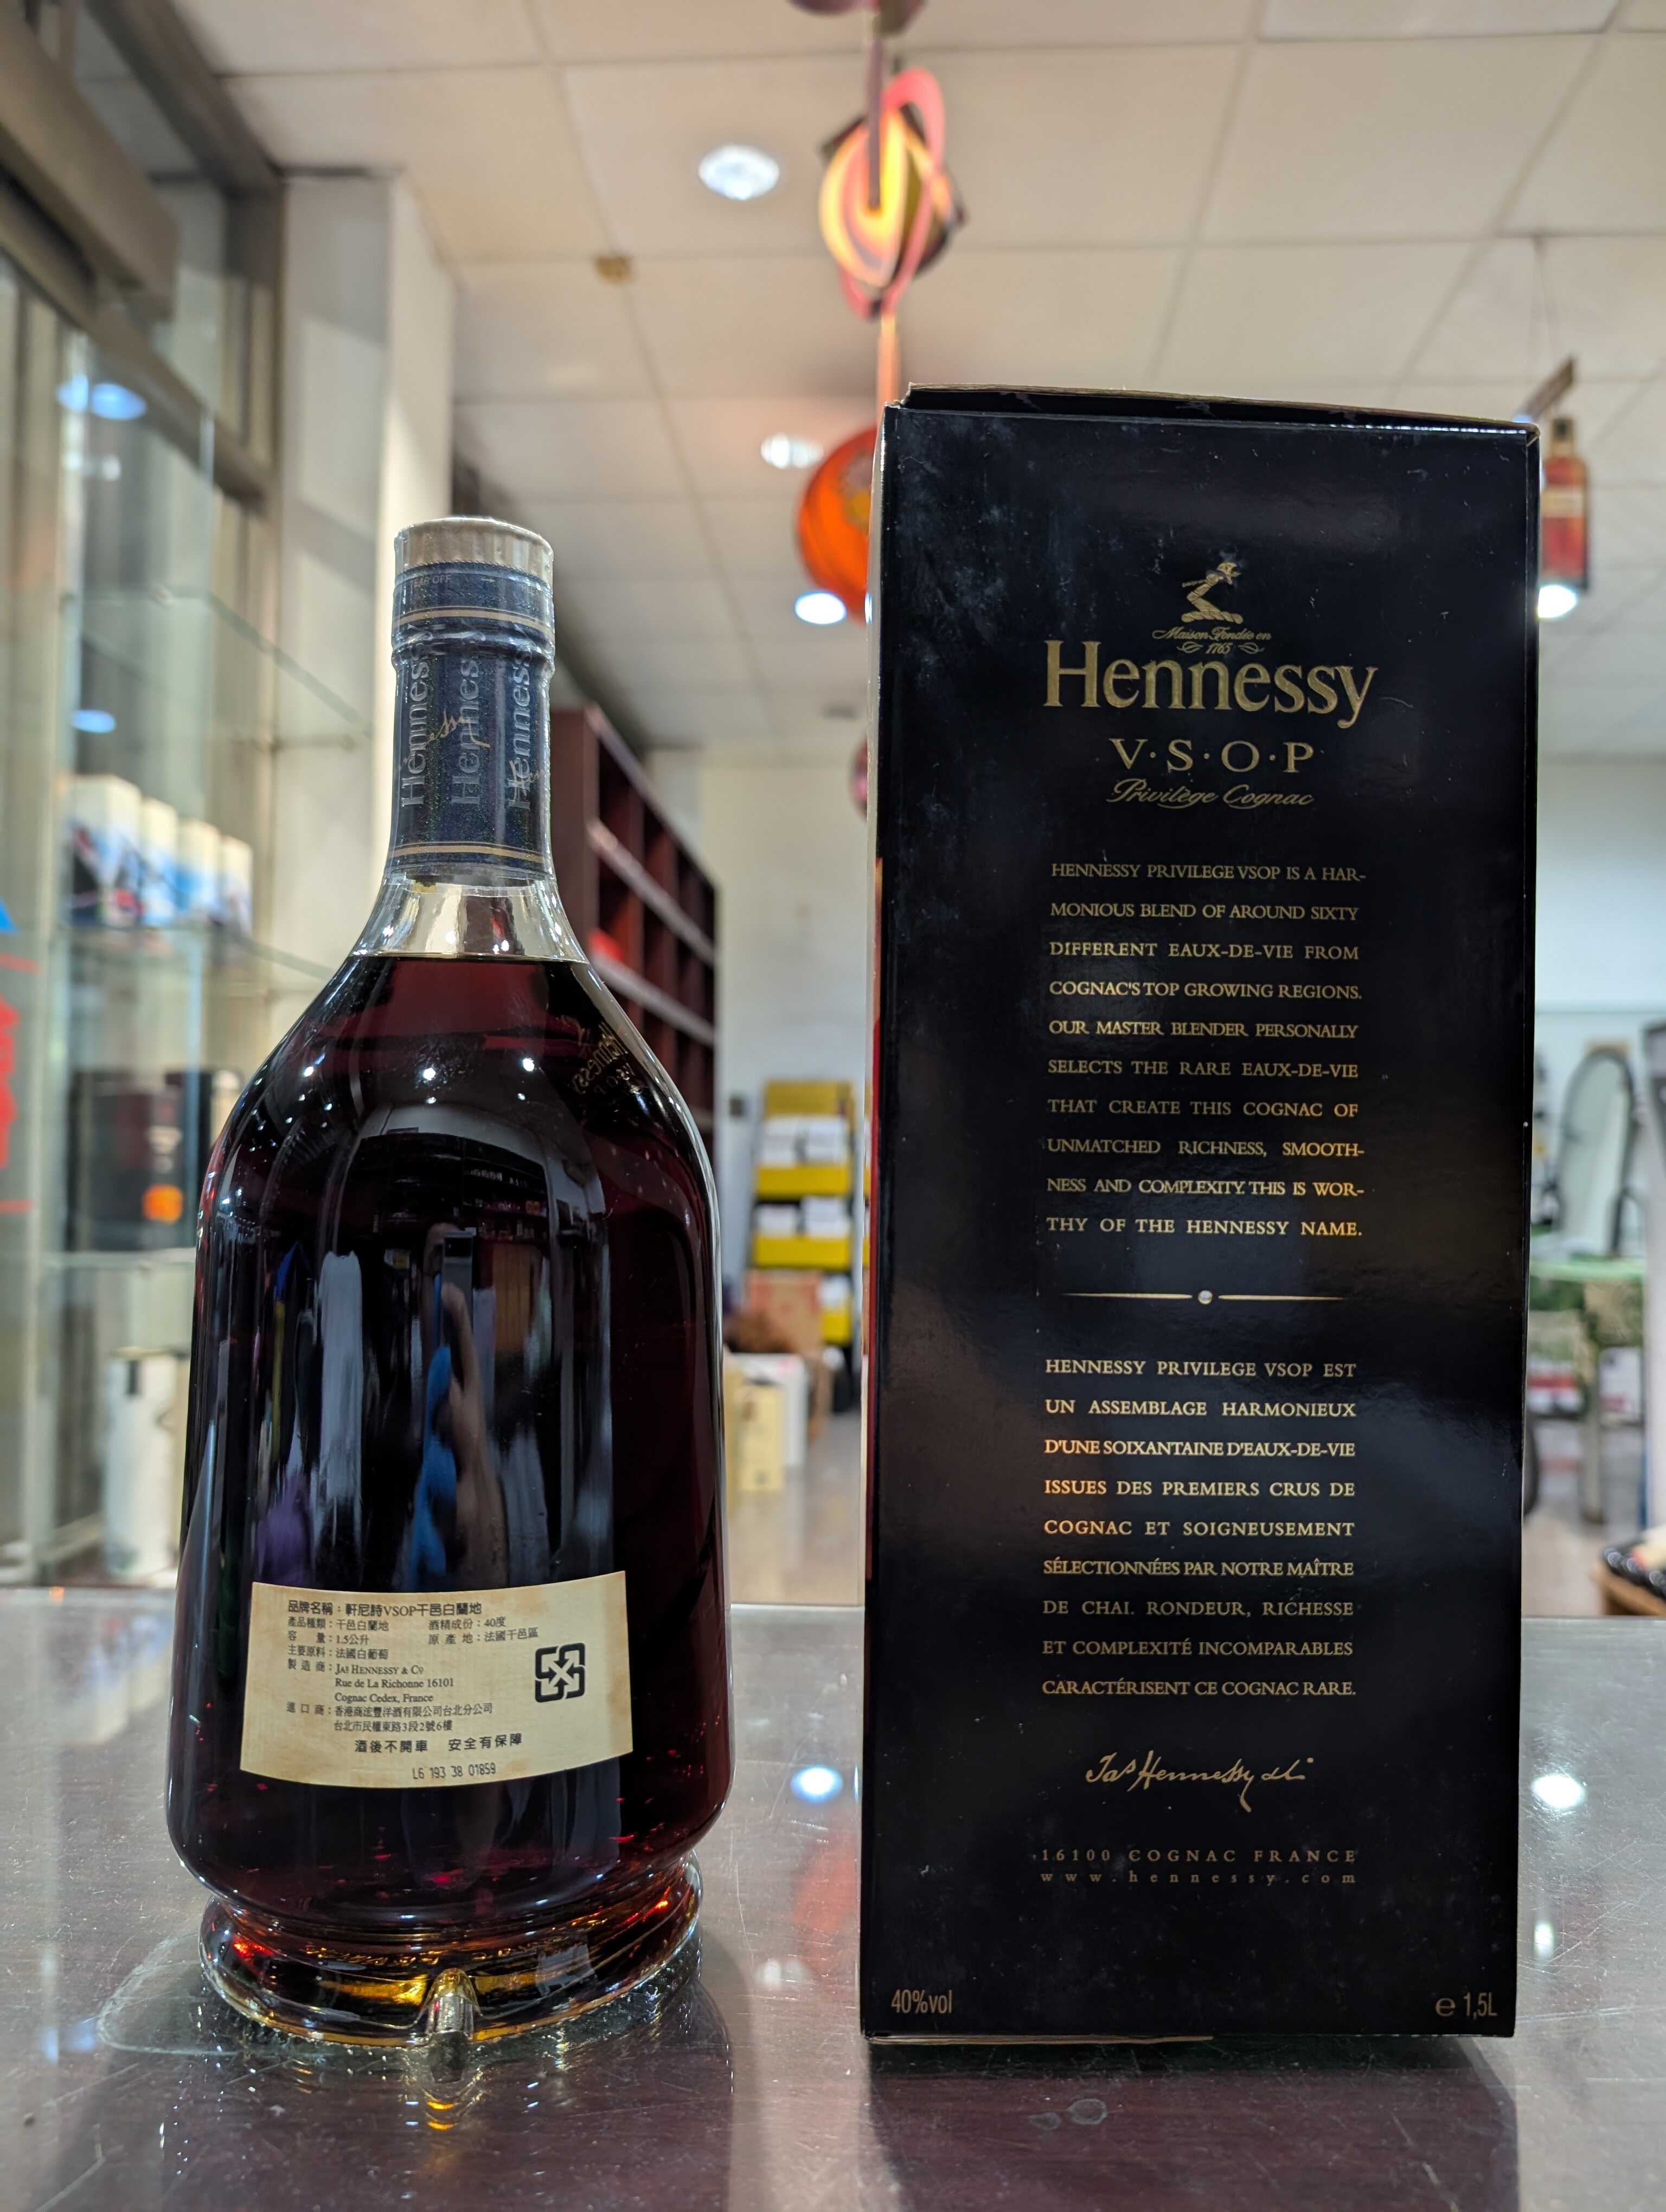 TEAR OFF
Hennessy
Hennessy
Hennessy
品牌名稱：軒尼詩VSOP干邑白蘭地
產品種類：干邑白蘭地 酒精成份：40度
容 量：1.5公升 原 產 地：法國干邑區
主要原料：法國白葡萄
製 造 商：JAS HENNESSY & CO
Rue de La Richonne 16101
Cognac Cedex, France
進 口 商：香港商浤豐洋酒有限公司台北分公司
台北市民權東路3段2號6樓
酒後不開車 安全有保障
L6 193 38 01859
Maison Fondée en
1765
Hennessy
V·S·O·P
Privilège Cognac
HENNESSY PRIVILEGE VSOP IS A HAR-
MONIOUS BLEND OF AROUND SIXTY
DIFFERENT EAUX-DE-VIE FROM
COGNAC'S TOP GROWING REGIONS.
OUR MASTER BLENDER PERSONALLY
SELECTS THE RARE EAUX-DE-VIE
THAT CREATE THIS COGNAC OF
UNMATCHED RICHNESS, SMOOTH-
NESS AND COMPLEXITY. THIS IS WOR-
THY OF THE HENNESSY NAME.
HENNESSY PRIVILEGE VSOP EST
UN ASSEMBLAGE HARMONIEUX
D'UNE SOIXANTAINE D'EAUX-DE-VIE
ISSUES DES PREMIERS CRUS DE
COGNAC ET SOIGNEUSEMENT
SÉLECTIONNÉES PAR NOTRE MAÎTRE
DE CHAI. RONDEUR, RICHESSE
ET COMPLEXITÉ INCOMPARABLES
CARACTÉRISENT CE COGNAC RARE.
Jas Hennessy
16100 COGNAC FRANCE
www.hennessy.com
40%vol
e 1,5L